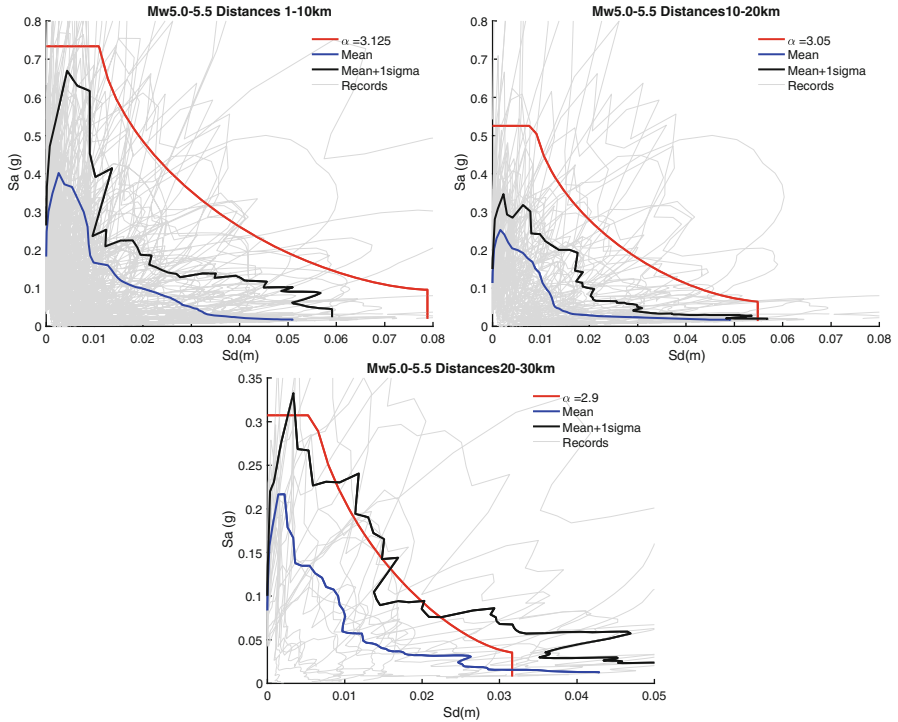 Mw5.0-5.5 Distances 1-10km
Sa (g)
0.8
0.7
0.6
0.5
0.4
0.3
0.2
0.1
0
α =3.125
Mean
Mean+1sigma
Records
0 0.01 0.02 0.03 0.04 0.05 0.06 0.07 0.08
Sd(m)
Mw5.0-5.5 Distances10-20km
Sa (g)
0.8
0.7
0.6
0.5
0.4
0.3
0.2
0.1
0
α =3.05
Mean
Mean+1sigma
Records
0 0.01 0.02 0.03 0.04 0.05 0.06 0.07 0.08
Sd(m)
Mw5.0-5.5 Distances20-30km
Sa (g)
0.35
0.3
0.25
0.2
0.15
0.1
0.05
0
α =2.9
Mean
Mean+1sigma
Records
0 0.01 0.02 0.03 0.04 0.05
Sd(m)